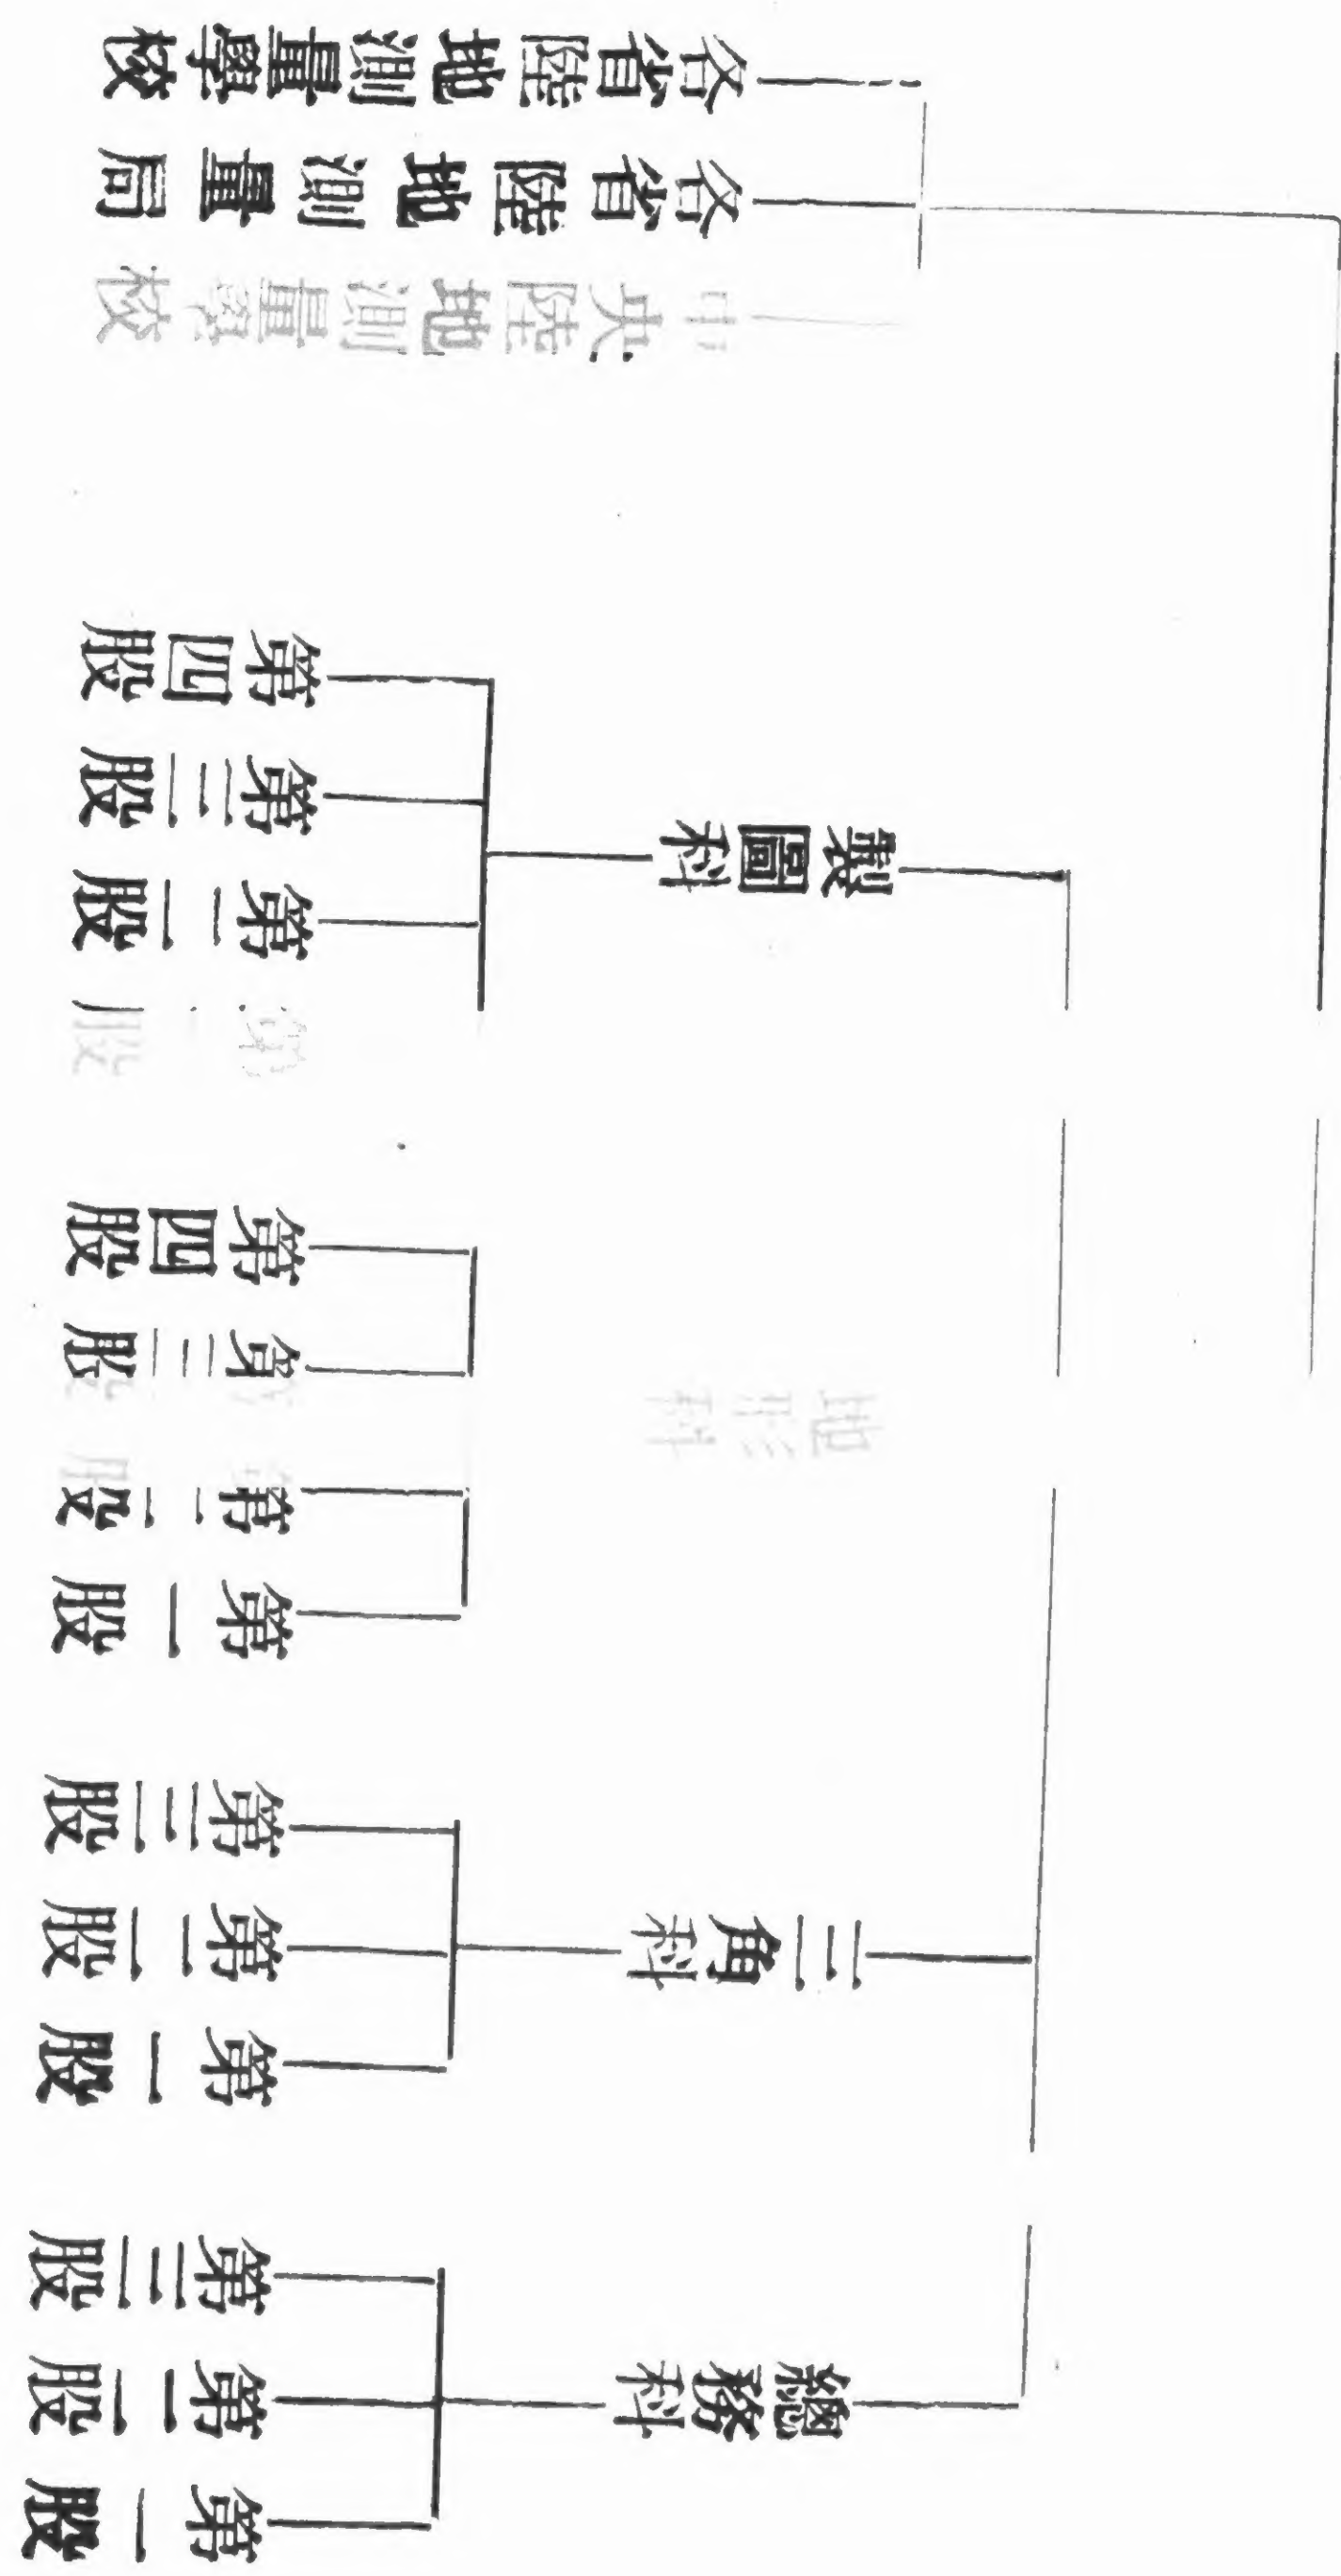 總務科
第一股
第二股
第三股
三角科
第一股
第二股
第三股
地形科
第一股
第二股
第三股
第四股
製圖科
第一股
第二股
第三股
第四股
中央陸地測量學校
各省陸地測量局
各省陸地測量學校